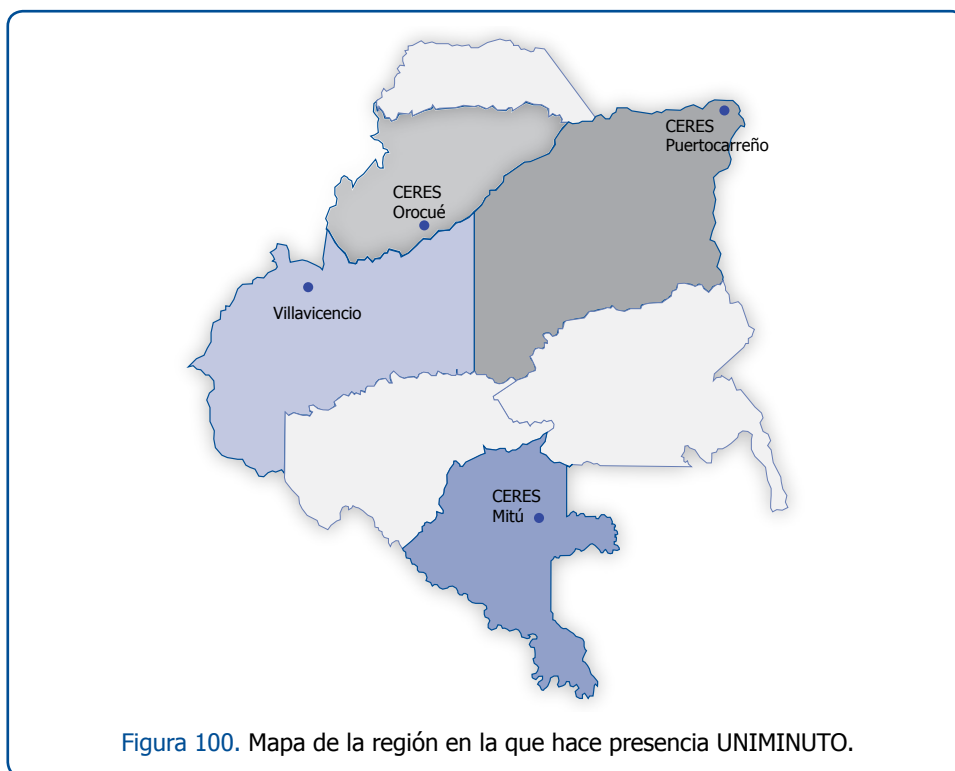 CERES
Puertocarreño
CERES
Orocué
Villavicencio
CERES
Mitú
Figura 100. Mapa de la región en la que hace presencia UNIMINUTO.